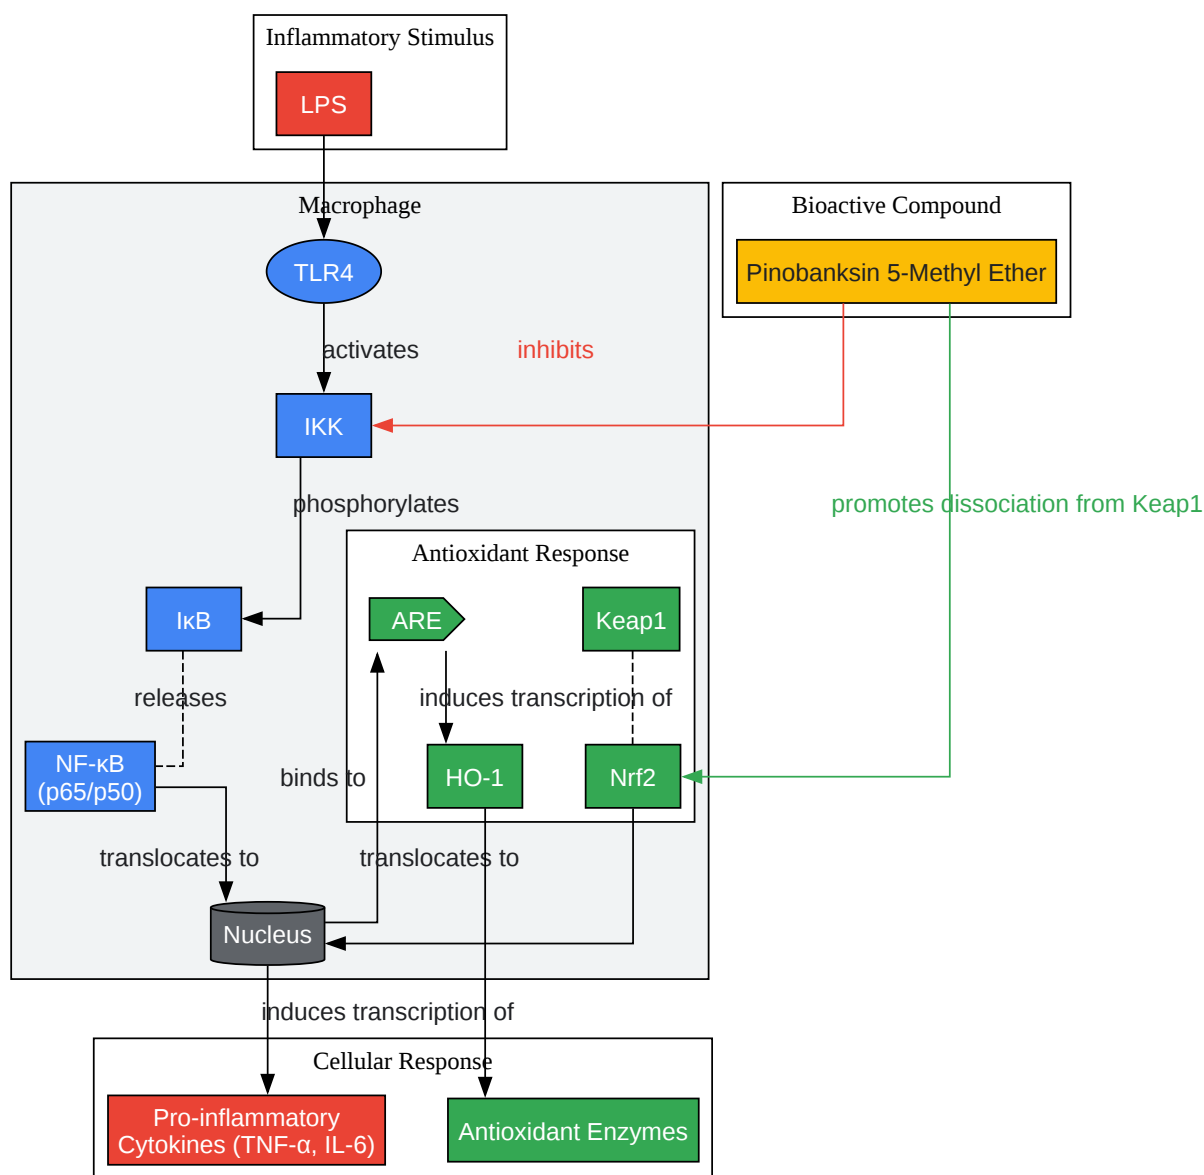 Inflammatory Stimulus
LPS
Macrophage
Bioactive Compound
TLR4
Pinobanksin 5-Methyl Ether
activates
inhibits
IKK
phosphorylates
promotes dissociation from Keap1
Antioxidant Response
IκB
ARE
Keap1
releases
induces transcription of
NF-κB
(p65/p50)
binds to
HO-1
Nrf2
translocates to
translocates to
Nucleus
induces transcription of
Cellular Response
Pro-inflammatory
Cytokines (TNF-α, IL-6)
Antioxidant Enzymes